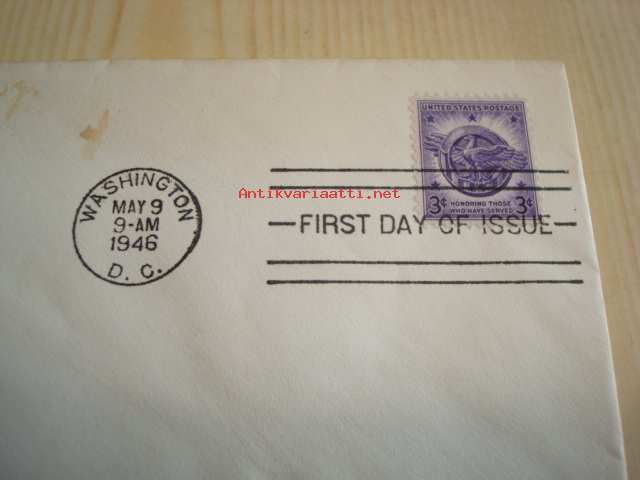 UNITED STATES POSTAGE
3¢ HONORING THOSE WHO HAVE SERVED 3¢
WASHINGTON
MAY 9
9-AM
1946
D. C.
FIRST DAY OF ISSUE
Antikvariaatti.net